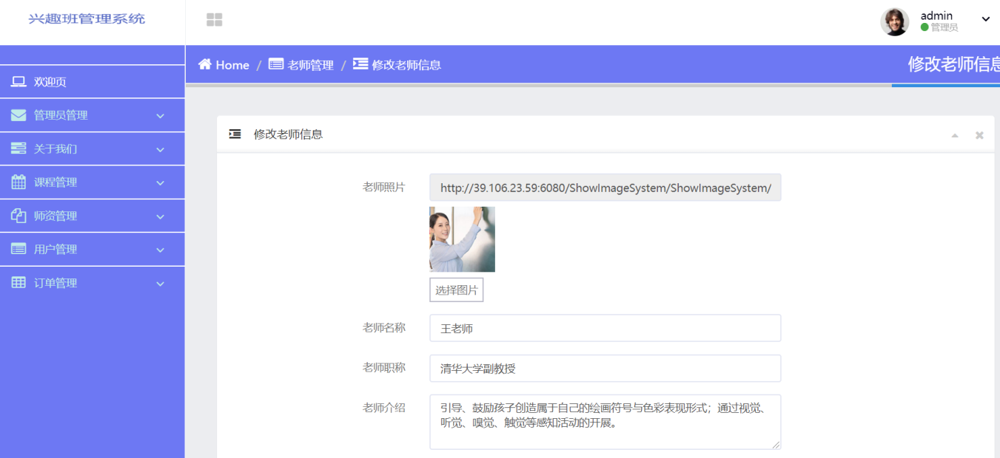 兴趣班管理系统
admin
管理员
Home / 老师管理 / 修改老师信息
修改老师信息
欢迎页
管理员管理
关于我们
课程管理
师资管理
用户管理
订单管理
修改老师信息
老师照片
http://39.106.23.59:6080/ShowImageSystem/ShowImageSystem/
选择图片
老师名称
王老师
老师职称
清华大学副教授
老师介绍
引导、鼓励孩子创造属于自己的绘画符号与色彩表现形式；通过视觉、
听觉、嗅觉、触觉等感知活动的开展。